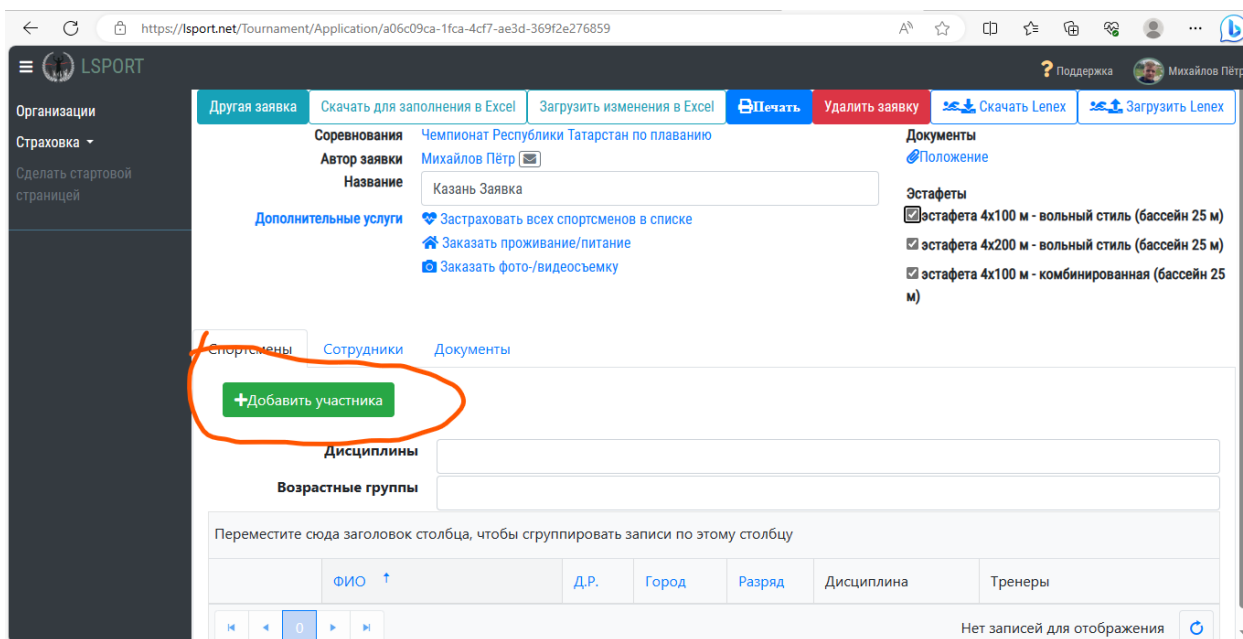 https://lsport.net/Tournament/Application/a06c09ca-1fca-4cf7-ae3d-369f2e276859
LSPORT
? Поддержка
Михайлов Пётр
Организации
Страховка
Сделать стартовой
страницей
Другая заявка
Скачать для заполнения в Excel
Загрузить изменения в Excel
Печать
Удалить заявку
Скачать Lenex
Загрузить Lenex
Соревнования Чемпионат Республики Татарстан по плаванию
Автор заявки Михайлов Пётр
Название Казань Заявка
Дополнительные услуги Застраховать всех спортсменов в списке
Заказать проживание/питание
Заказать фото-/видеосъемку
Документы
Положение
Эстафеты
эстафета 4x100 м - вольный стиль (бассейн 25 м)
эстафета 4x200 м - вольный стиль (бассейн 25 м)
эстафета 4x100 м - комбинированная (бассейн 25
м)
Спортсмены Сотрудники Документы
+Добавить участника
Дисциплины
Возрастные группы
Переместите сюда заголовок столбца, чтобы сгруппировать записи по этому столбцу
ФИО ↑ Д.Р. Город Разряд Дисциплина Тренеры
0
Нет записей для отображения